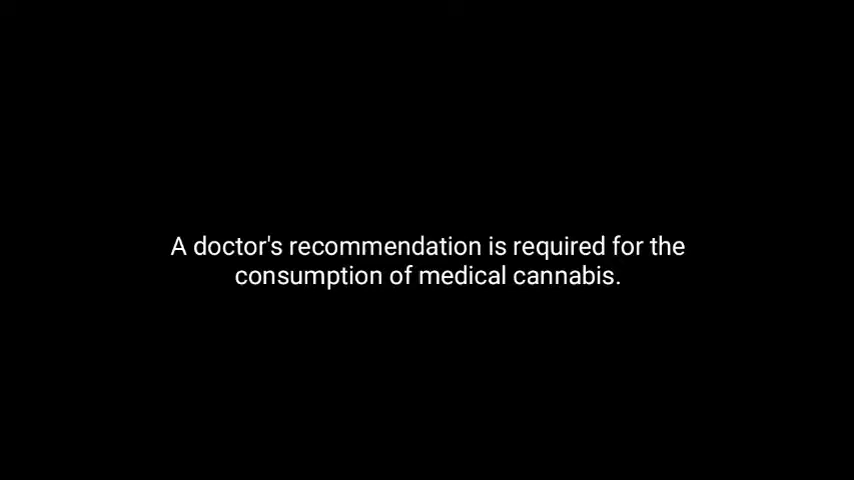 A doctor's recommendation is required for the
consumption of medical cannabis.